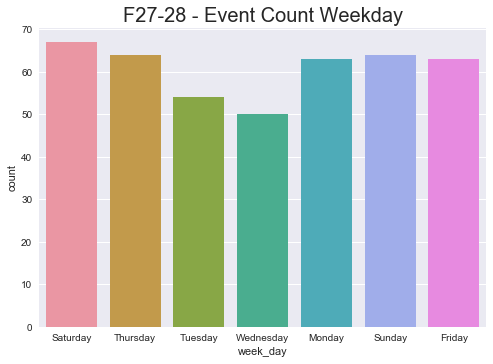 F27-28 - Event Count Weekday
70
60
50
40
30
20
10
0
count
Saturday Thursday Tuesday Wednesday Monday Sunday Friday
week_day